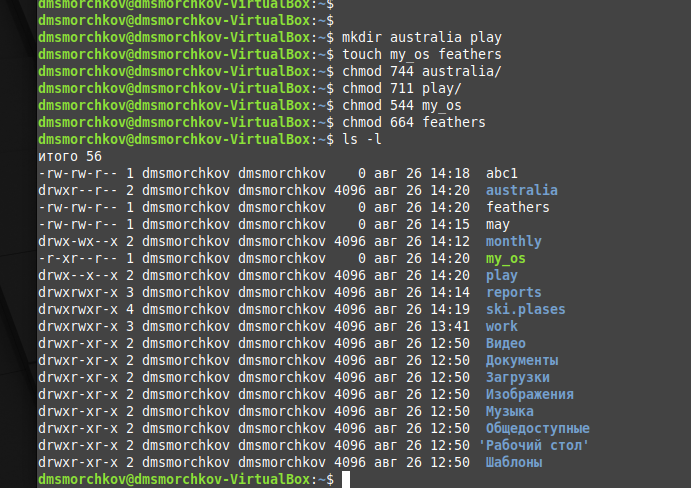 dmsmorchkov@dmsmorchkov-VirtualBox:~$
dmsmorchkov@dmsmorchkov-VirtualBox:~$
dmsmorchkov@dmsmorchkov-VirtualBox:~$ mkdir australia play
dmsmorchkov@dmsmorchkov-VirtualBox:~$ touch my_os feathers
dmsmorchkov@dmsmorchkov-VirtualBox:~$ chmod 744 australia/
dmsmorchkov@dmsmorchkov-VirtualBox:~$ chmod 711 play/
dmsmorchkov@dmsmorchkov-VirtualBox:~$ chmod 544 my_os
dmsmorchkov@dmsmorchkov-VirtualBox:~$ chmod 664 feathers
dmsmorchkov@dmsmorchkov-VirtualBox:~$ ls -l
итого 56
-rw-rw-r-- 1 dmsmorchkov dmsmorchkov    0 авг 26 14:18  abc1
drwxr--r-- 2 dmsmorchkov dmsmorchkov 4096 авг 26 14:20  australia
-rw-rw-r-- 1 dmsmorchkov dmsmorchkov    0 авг 26 14:20  feathers
-rw-rw-r-- 1 dmsmorchkov dmsmorchkov    0 авг 26 14:15  may
drwx-wx--x 2 dmsmorchkov dmsmorchkov 4096 авг 26 14:12  monthly
-r-xr--r-- 1 dmsmorchkov dmsmorchkov    0 авг 26 14:20  my_os
drwx--x--x 2 dmsmorchkov dmsmorchkov 4096 авг 26 14:20  play
drwxrwxr-x 3 dmsmorchkov dmsmorchkov 4096 авг 26 14:14  reports
drwxrwxr-x 4 dmsmorchkov dmsmorchkov 4096 авг 26 14:19  ski.plases
drwxrwxr-x 3 dmsmorchkov dmsmorchkov 4096 авг 26 13:41  work
drwxr-xr-x 2 dmsmorchkov dmsmorchkov 4096 авг 26 12:50  Видео
drwxr-xr-x 2 dmsmorchkov dmsmorchkov 4096 авг 26 12:50  Документы
drwxr-xr-x 2 dmsmorchkov dmsmorchkov 4096 авг 26 12:50  Загрузки
drwxr-xr-x 2 dmsmorchkov dmsmorchkov 4096 авг 26 12:50  Изображения
drwxr-xr-x 2 dmsmorchkov dmsmorchkov 4096 авг 26 12:50  Музыка
drwxr-xr-x 2 dmsmorchkov dmsmorchkov 4096 авг 26 12:50  Общедоступные
drwxr-xr-x 2 dmsmorchkov dmsmorchkov 4096 авг 26 12:50 'Рабочий стол'
drwxr-xr-x 2 dmsmorchkov dmsmorchkov 4096 авг 26 12:50  Шаблоны
dmsmorchkov@dmsmorchkov-VirtualBox:~$